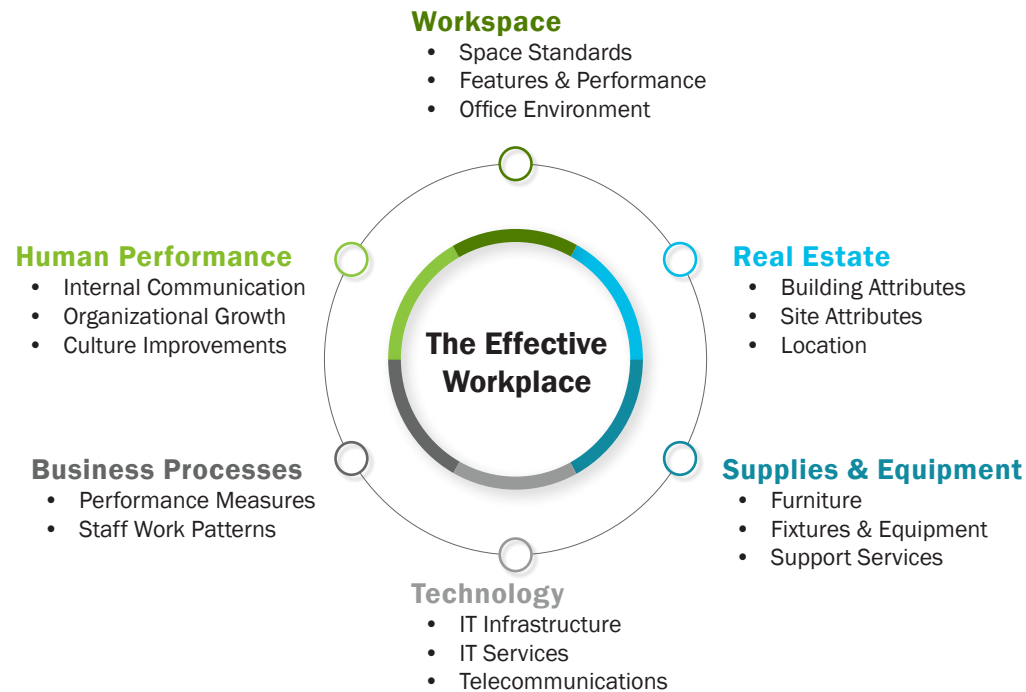 Workspace
• Space Standards
• Features & Performance
• Office Environment
Human Performance
• Internal Communication
• Organizational Growth
• Culture Improvements
Real Estate
• Building Attributes
• Site Attributes
• Location
The Effective
Workplace
Business Processes
• Performance Measures
• Staff Work Patterns
Supplies & Equipment
• Furniture
• Fixtures & Equipment
• Support Services
Technology
• IT Infrastructure
• IT Services
• Telecommunications